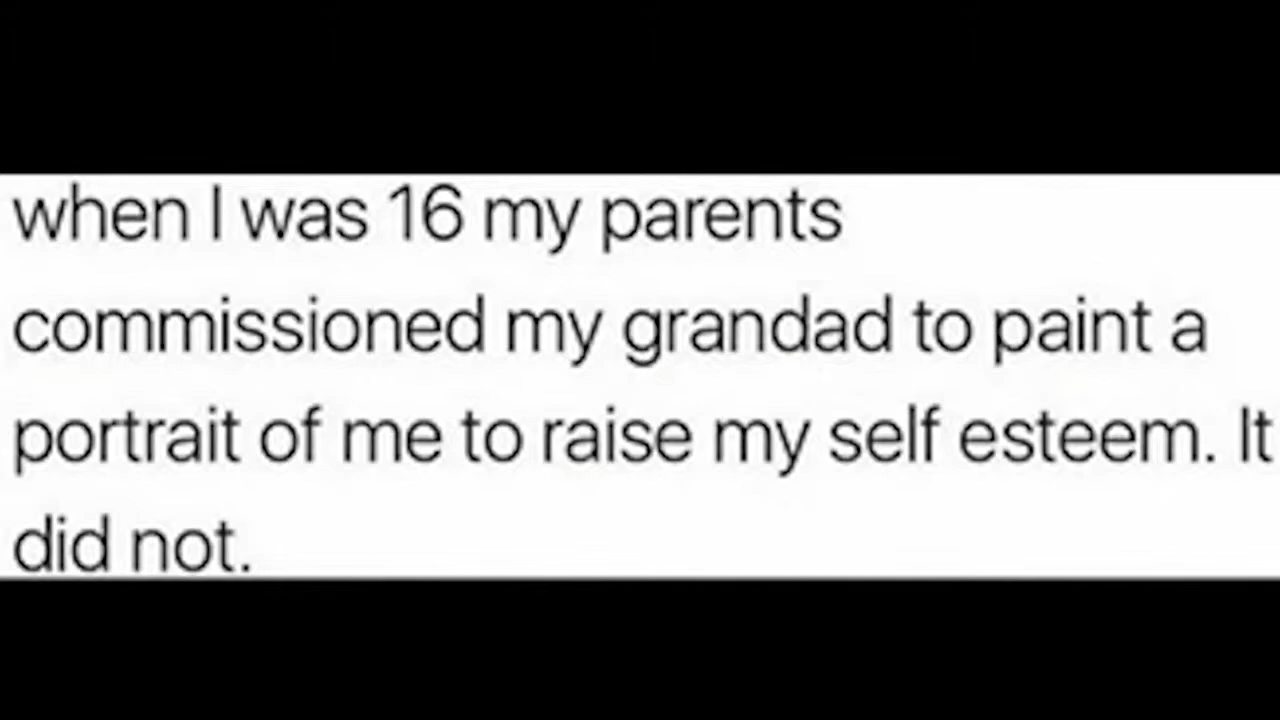 when I was 16 my parents
commissioned my grandad to paint a
portrait of me to raise my self esteem. It
did not.